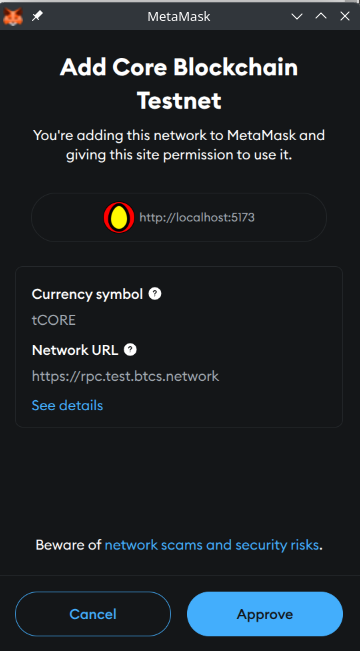 MetaMask
Add Core Blockchain
Testnet
You're adding this network to MetaMask and
giving this site permission to use it.
http://localhost:5173
Currency symbol ?
tCORE
Network URL ?
https://rpc.test.btcs.network
See details
Beware of network scams and security risks.
Cancel
Approve